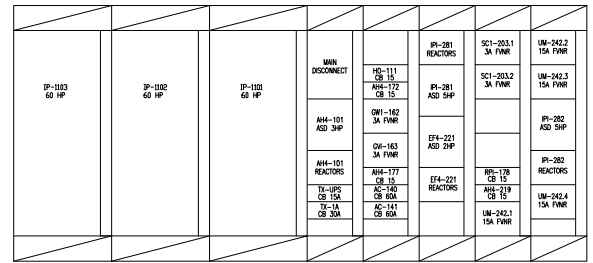 IP-1103
60 HP
IP-1102
60 HP
IP-1101
60 HP
MAIN
DISCONNECT
AH4-101
ASD 3HP
AH4-101
REACTORS
TX-UPS
CB 15A
TX-1A
CB 30A
HO-111
CB 15
AH4-172
CB 15
GW1-162
3A FVNR
GVI-163
3A FVNR
AH4-177
CB 15
AC-140
CB 60A
AC-141
CB 60A
IPI-281
REACTORS
IPI-281
ASD 5HP
EF4-221
ASD 2HP
EF4-221
REACTORS
SC1-203.1
3A FVNR
SC1-203.2
3A FVNR
RPI-178
CB 15
AH4-219
CB 15
UM-242.1
15A FVNR
UM-242.2
15A FVNR
UM-242.3
15A FVNR
IPI-282
ASD 5HP
IPI-282
REACTORS
UM-242.4
15A FVNR